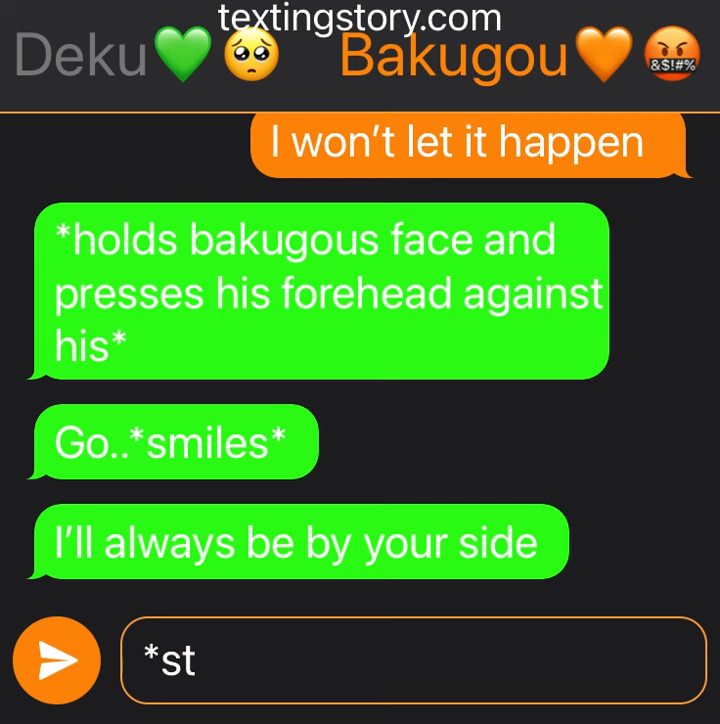 textingstory.com
Deku💚🥺 Bakugou🧡🤬
I won’t let it happen
*holds bakugous face and
presses his forehead against
his*
Go..*smiles*
I’ll always be by your side
*st